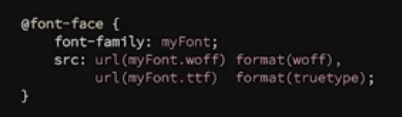 @font-face {
    font-family: myFont;
    src: url(myFont.woff) format(woff),
         url(myFont.ttf)  format(truetype);
}